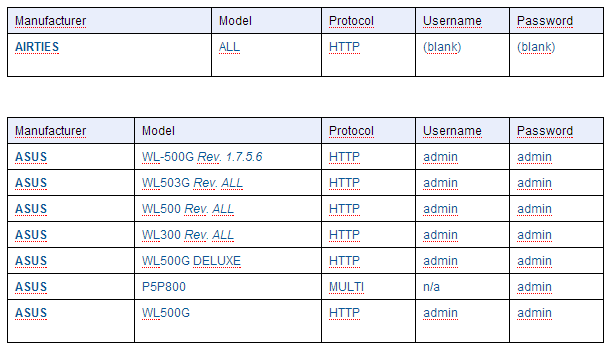 Manufacturer Model Protocol Username Password
AIRTIES ALL HTTP (blank) (blank)
Manufacturer Model Protocol Username Password
ASUS WL-500G Rev. 1.7.5.6 HTTP admin admin
ASUS WL503G Rev. ALL HTTP admin admin
ASUS WL500 Rev. ALL HTTP admin admin
ASUS WL300 Rev. ALL HTTP admin admin
ASUS WL500G DELUXE HTTP admin admin
ASUS P5P800 MULTI n/a admin
ASUS WL500G HTTP admin admin